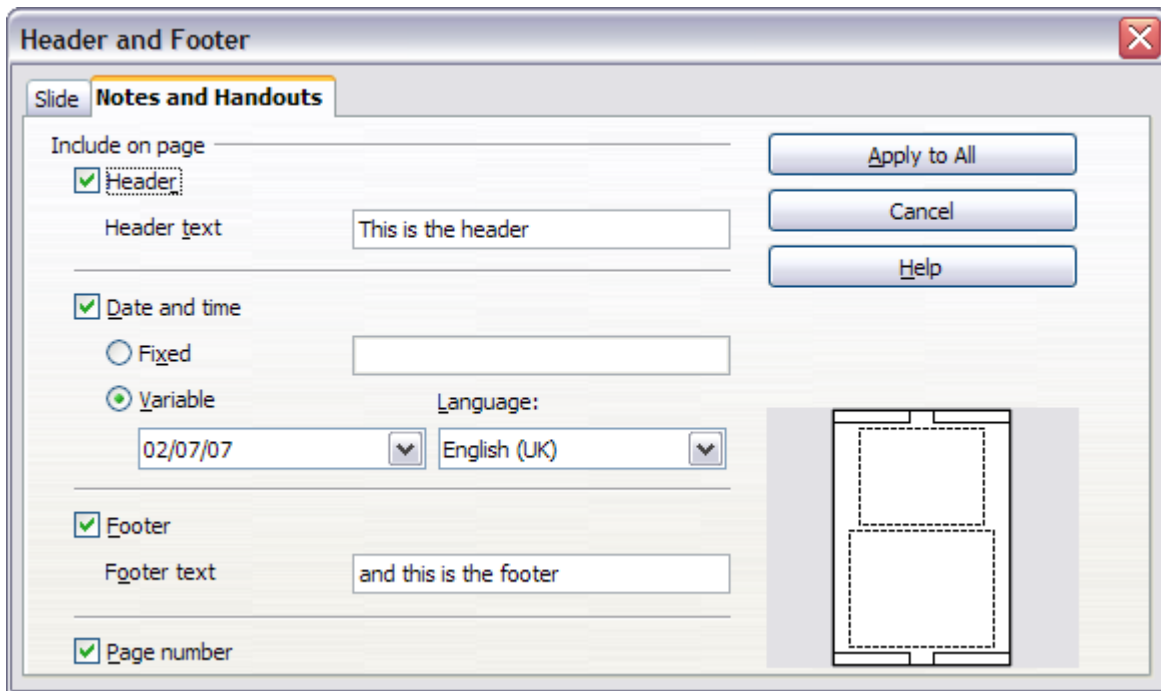 Header and Footer
Slide Notes and Handouts
Include on page
Header
Header text This is the header
Date and time
Fixed
Variable Language:
02/07/07 English (UK)
Footer
Footer text and this is the footer
Page number
Apply to All
Cancel
Help